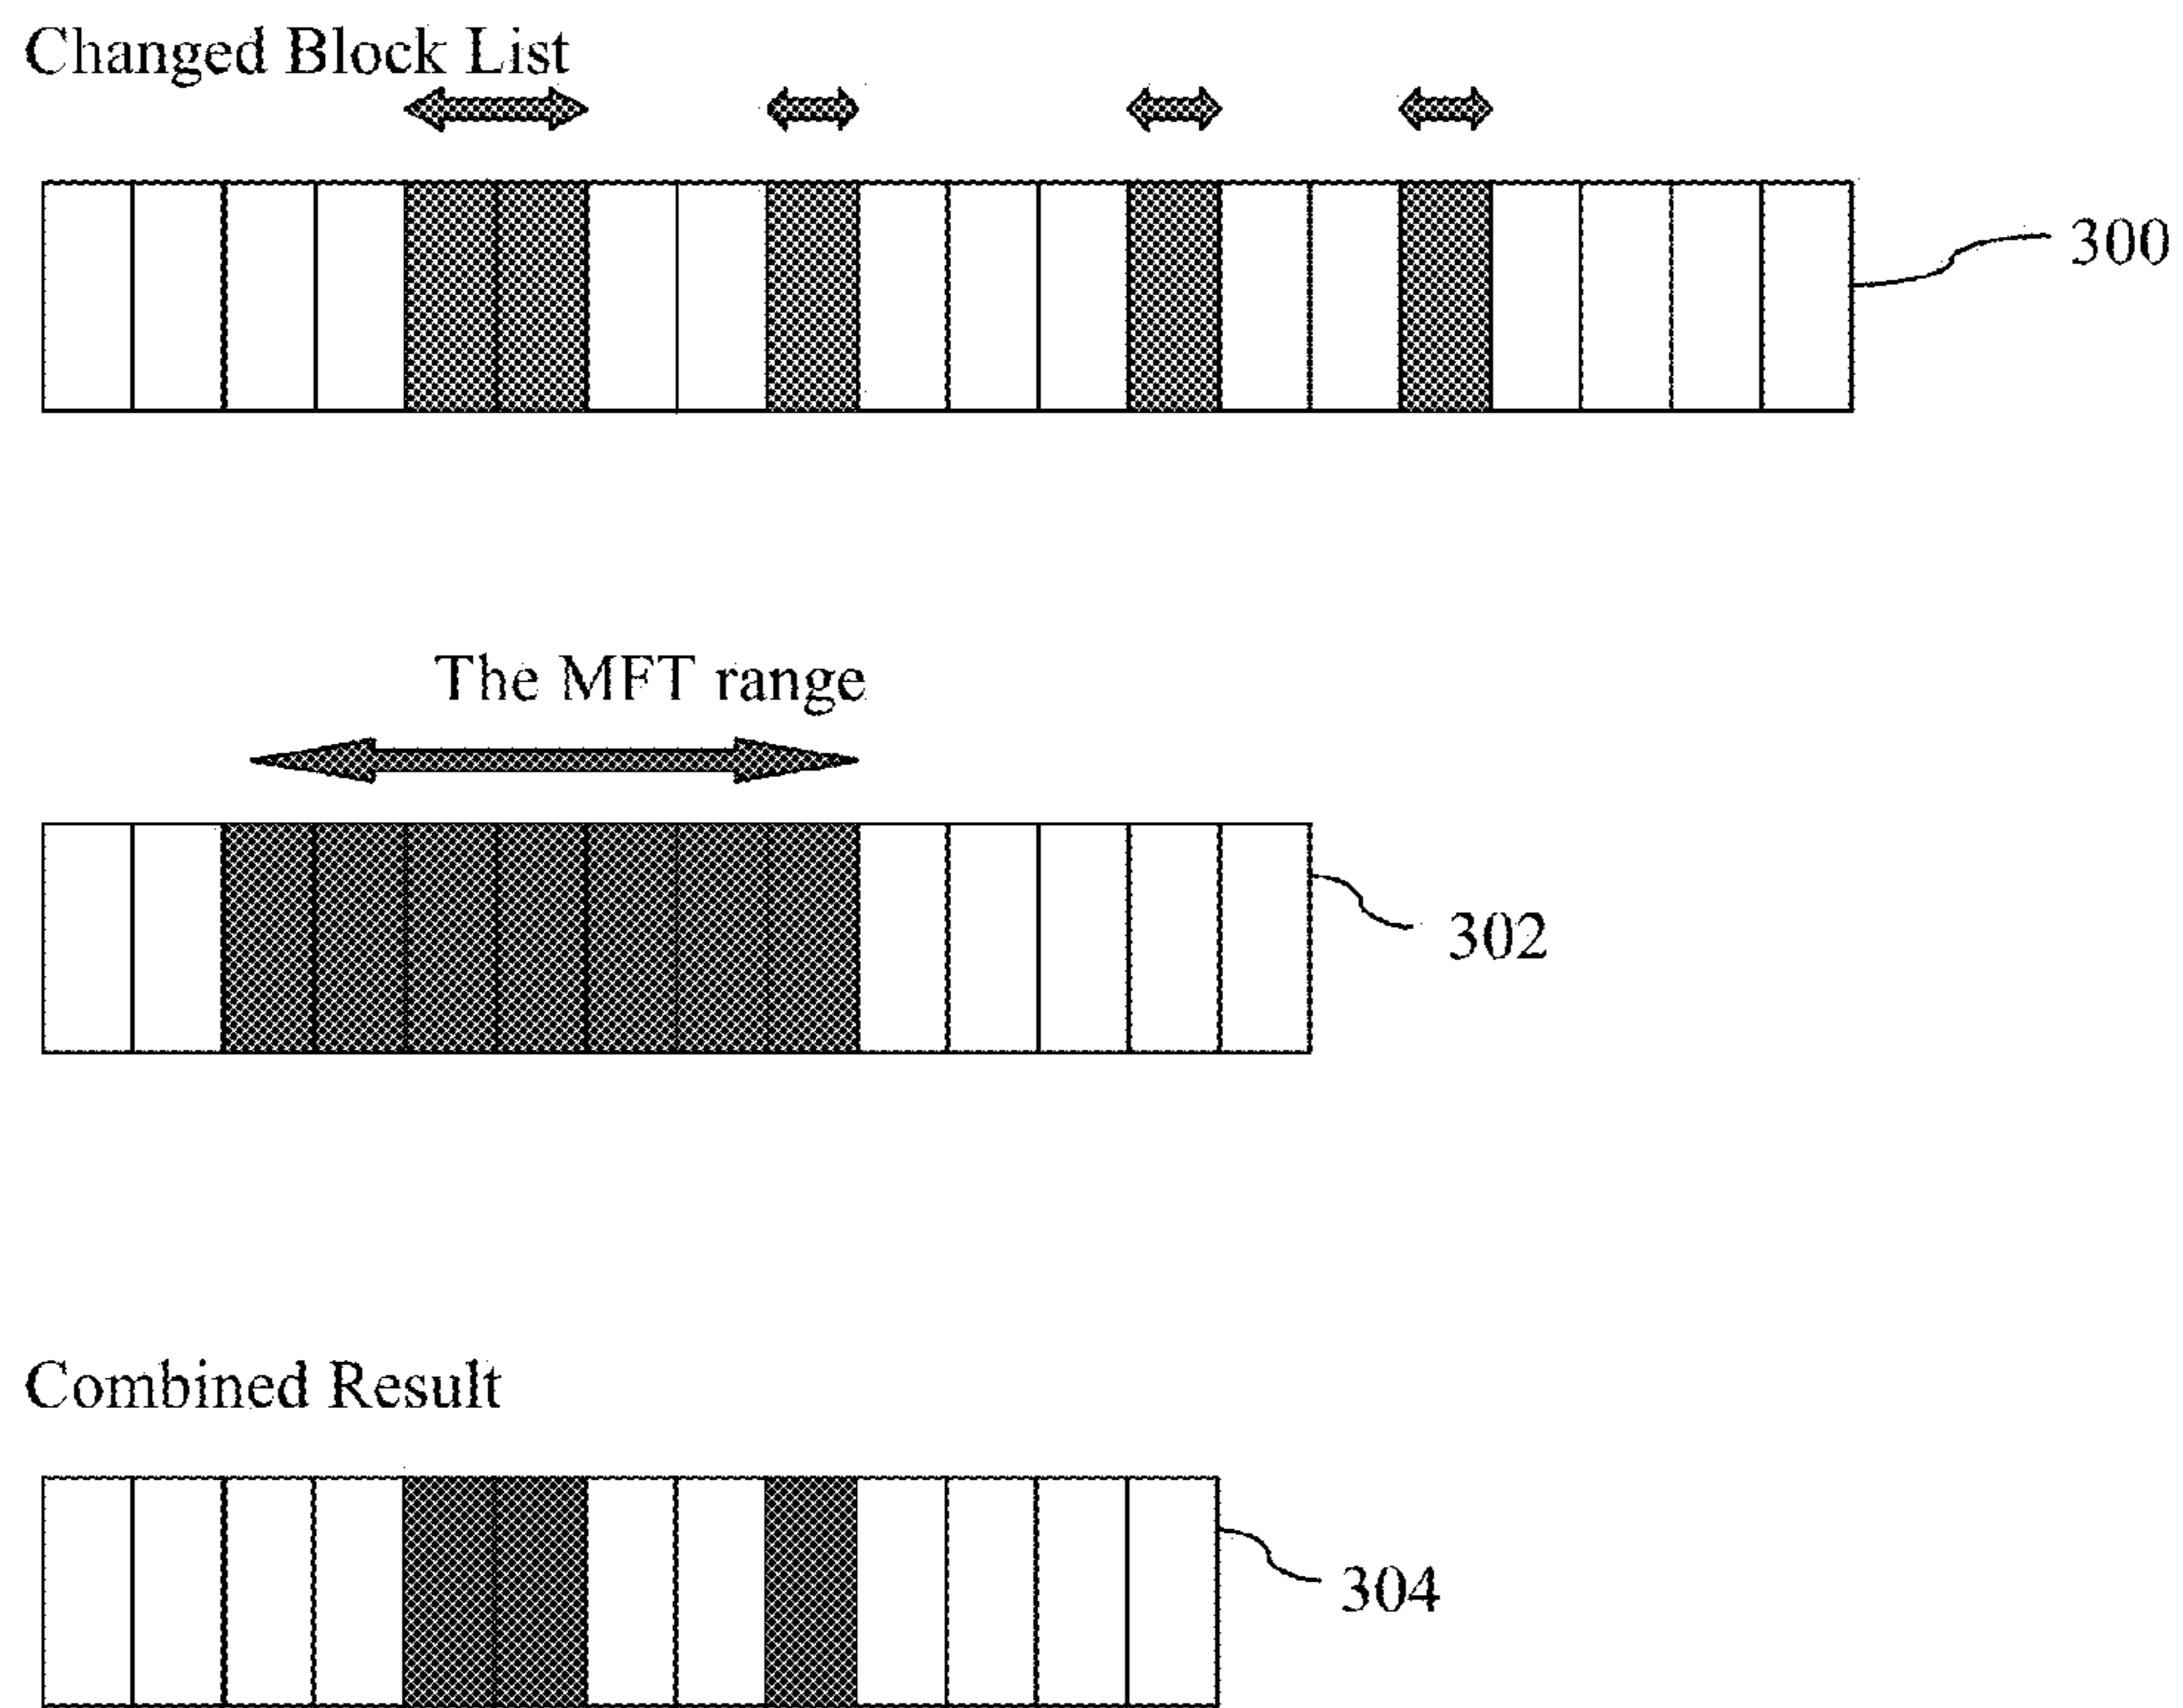 Changed Block List
300
The MFT range
302
Combined Result
304